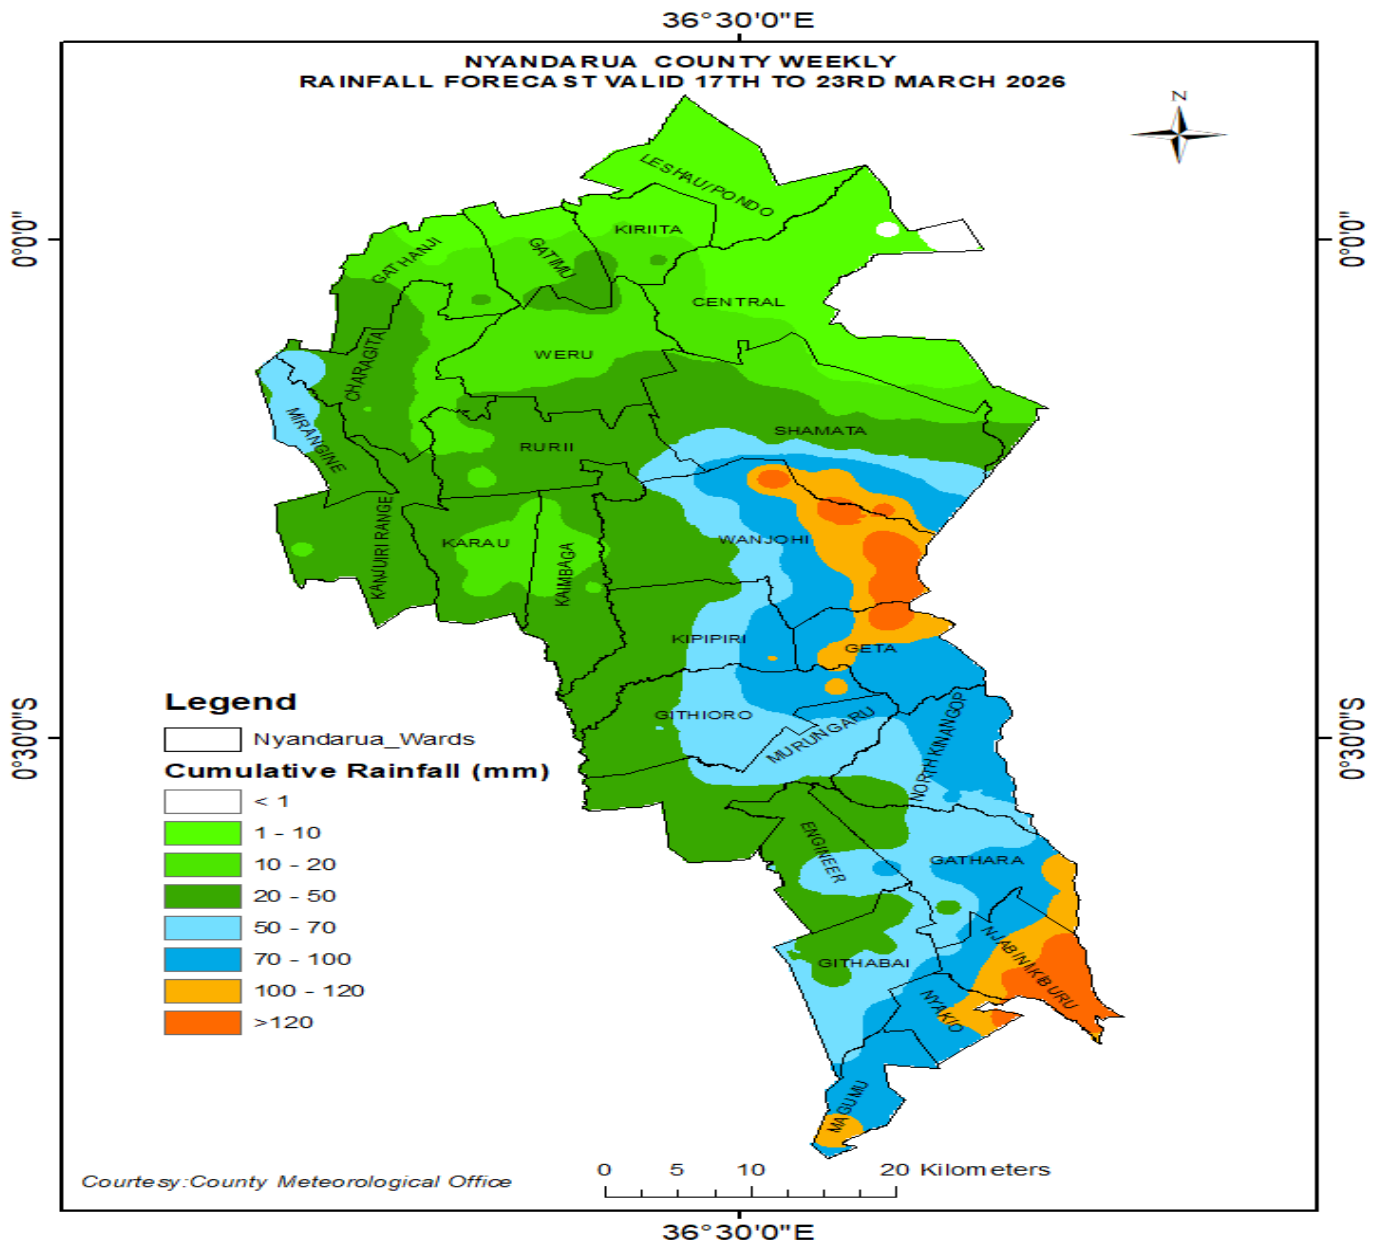 36°30'0"E
NYANDARUA COUNTY WEEKLY
RAINFALL FORECAST VALID 17TH TO 23RD MARCH 2026
N
LESHAU/PONDO
KIRIITA
GATHANJI
GATIMU
0°0'0"
0°0'0"
CENTRAL
WERU
CHARAGITA
MIRANGINE
SHAMATA
RURII
WANJOHI
KARAU
KAIMBAGA
KANJUIRI RANGE
KIPIPIRI
GETA
GITHIORO
MURUNGARU
NORTH KINANGOP
0°30'0"S
0°30'0"S
ENGINEER
GATHARA
GITHABAI
NJABINI\KIBURU
NYAKIO
MAGUMU
Legend
Nyandarua_Wards
Cumulative Rainfall (mm)
< 1
1 - 10
10 - 20
20 - 50
50 - 70
70 - 100
100 - 120
>120
0 5 10 20 Kilometers
Courtesy:County Meteorological Office
36°30'0"E